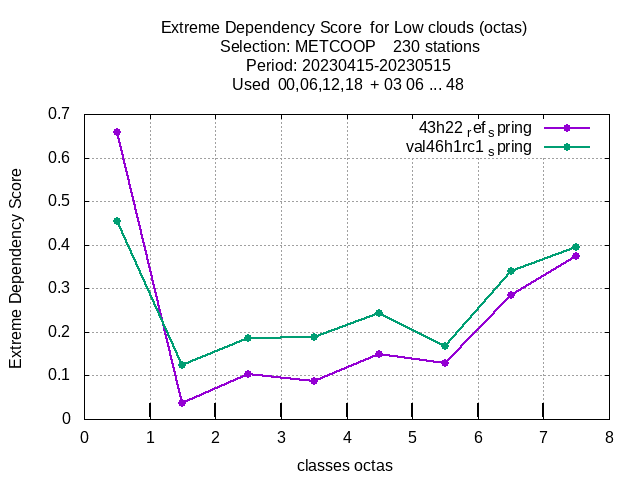 Extreme Dependency Score for Low clouds (octas)
Selection: METCOOP 230 stations
Period: 20230415-20230515
Used 00,06,12,18 + 03 06 ... 48
43h22 ref spring
val46h1rc1 spring
0.7
0.6
0.5
0.4
0.3
0.2
0.1
0
Extreme Dependency Score
0 1 2 3 4 5 6 7 8
classes octas